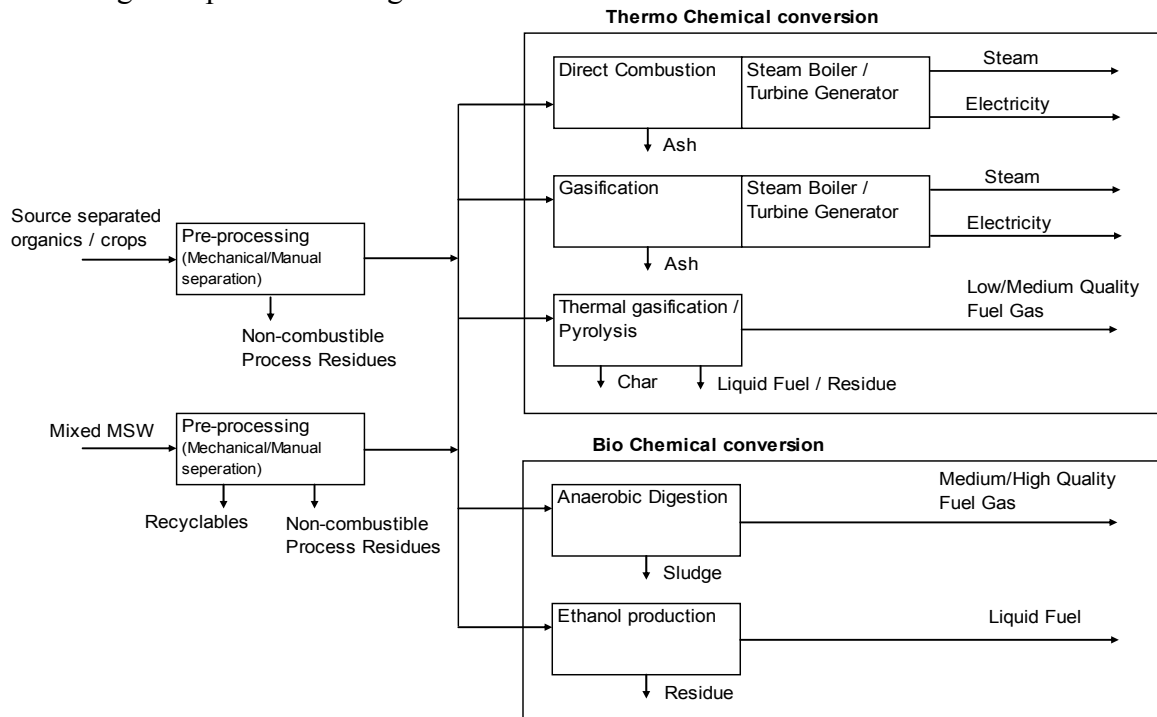 Thermo Chemical conversion
Direct Combustion
Steam Boiler /
Turbine Generator
Steam
Electricity
Ash
Gasification
Steam Boiler /
Turbine Generator
Steam
Electricity
Ash
Source separated
organics / crops
Pre-processing
(Mechanical/Manual
separation)
Non-combustible
Process Residues
Thermal gasification /
Pyrolysis
Low/Medium Quality
Fuel Gas
Char
Liquid Fuel / Residue
Mixed MSW
Pre-processing
(Mechanical/Manual
seperation)
Recyclables
Non-combustible
Process Residues
Bio Chemical conversion
Anaerobic Digestion
Medium/High Quality
Fuel Gas
Sludge
Ethanol production
Liquid Fuel
Residue